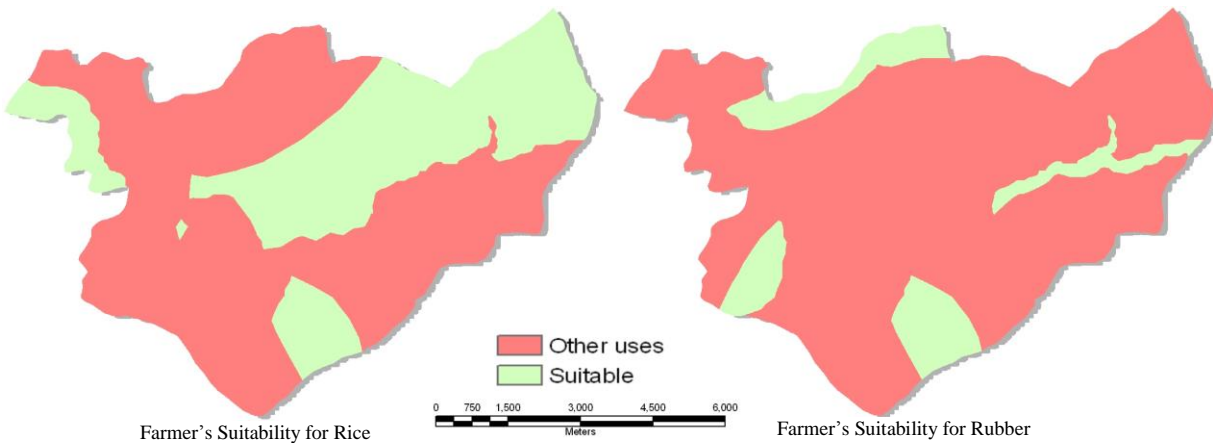 Other uses
Suitable
0 750 1,500 3,000 4,500 6,000
Meters
Farmer's Suitability for Rice
Farmer's Suitability for Rubber